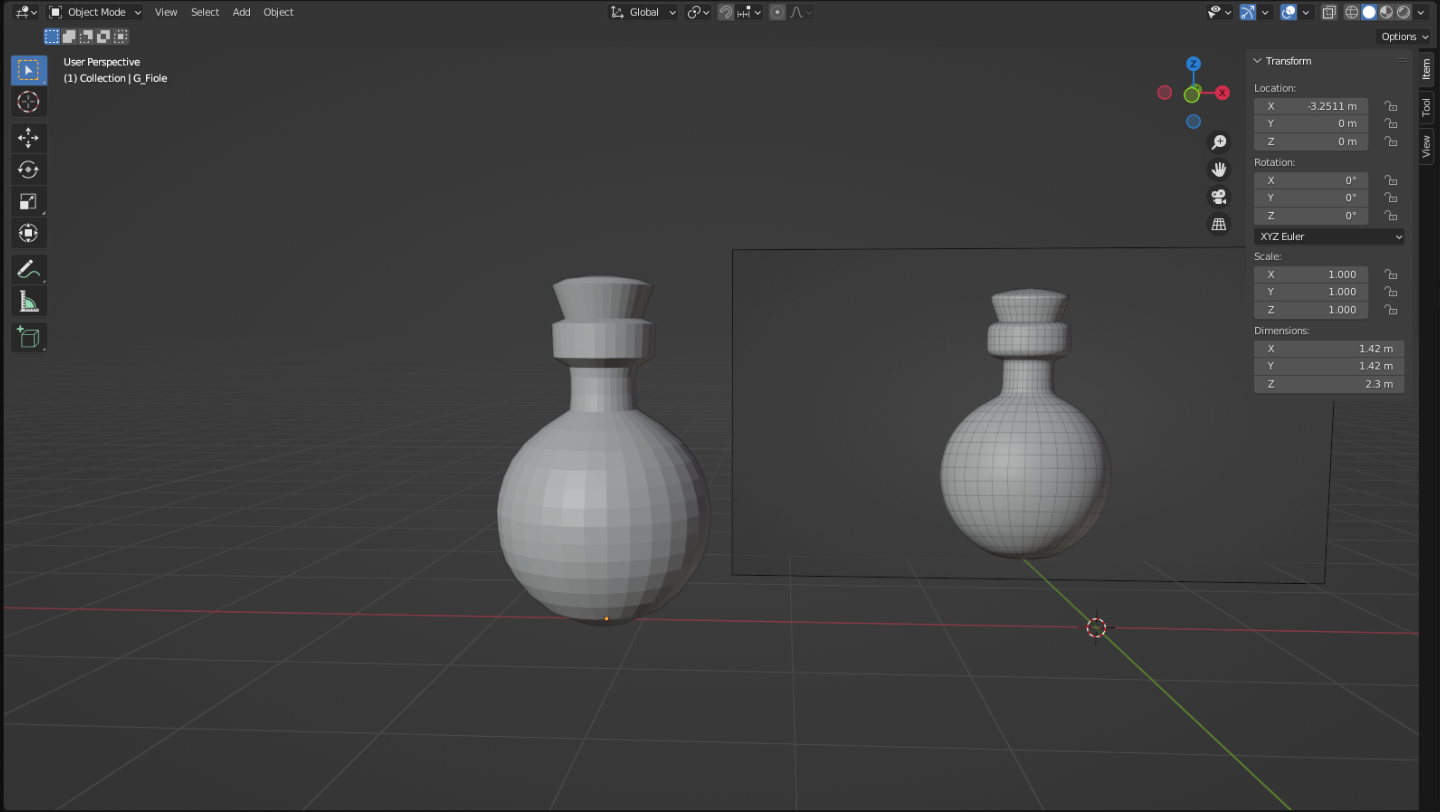 Object Mode View Select Add Object Global
Options
User Perspective
(1) Collection | G_Fiole
Z
X
Transform
Location:
X -3.2511 m
Y 0 m
Z 0 m
Rotation:
X 0°
Y 0°
Z 0°
XYZ Euler
Scale:
X 1.000
Y 1.000
Z 1.000
Dimensions:
X 1.42 m
Y 1.42 m
Z 2.3 m
Item
Tool
View